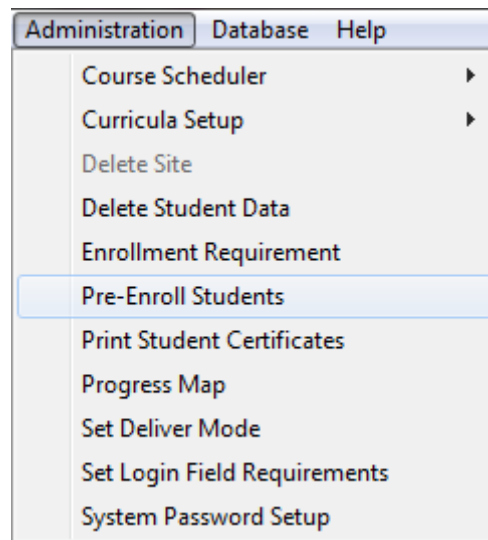 Administration Database Help
Course Scheduler
Curricula Setup
Delete Site
Delete Student Data
Enrollment Requirement
Pre-Enroll Students
Print Student Certificates
Progress Map
Set Deliver Mode
Set Login Field Requirements
System Password Setup